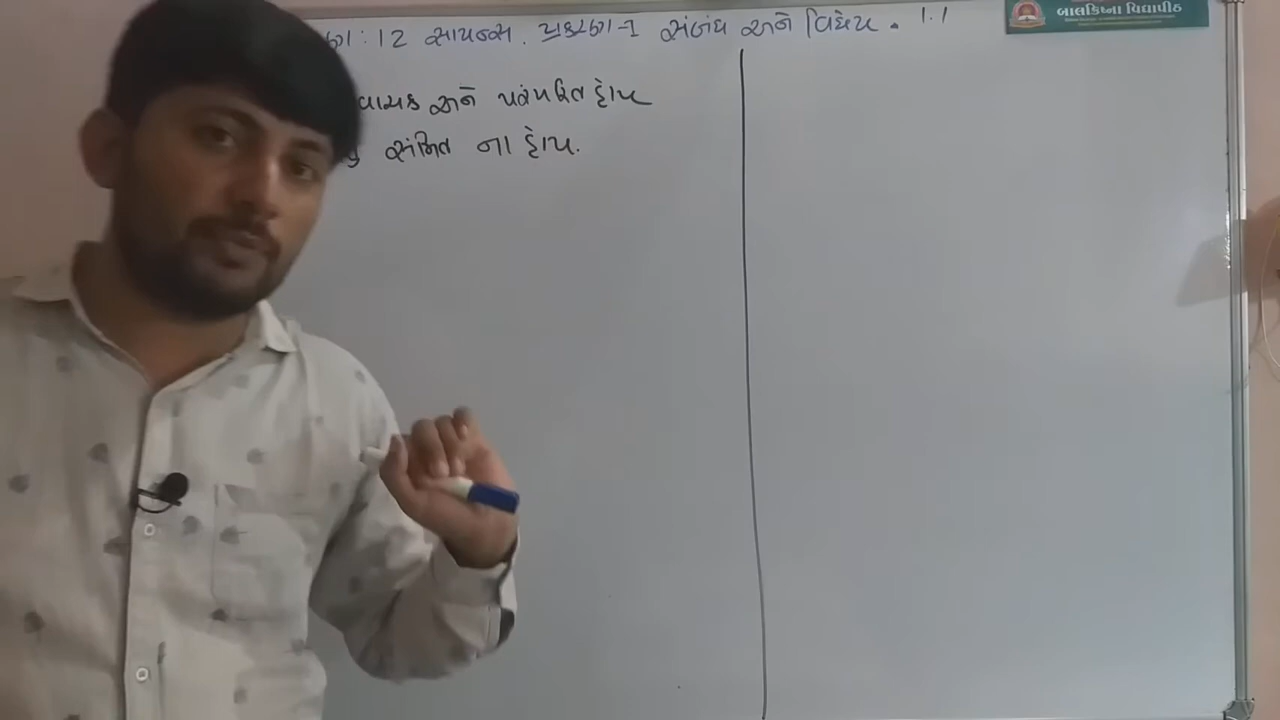 બાલક્રિષ્ના વિદ્યાપીઠ
ણ : 12 સાયન્સ. પ્રકરણ-1 સંબંધ અને વિધેય. 1.1
વાચક અને પરંપરિત હોય
સંમિત ના હોય.